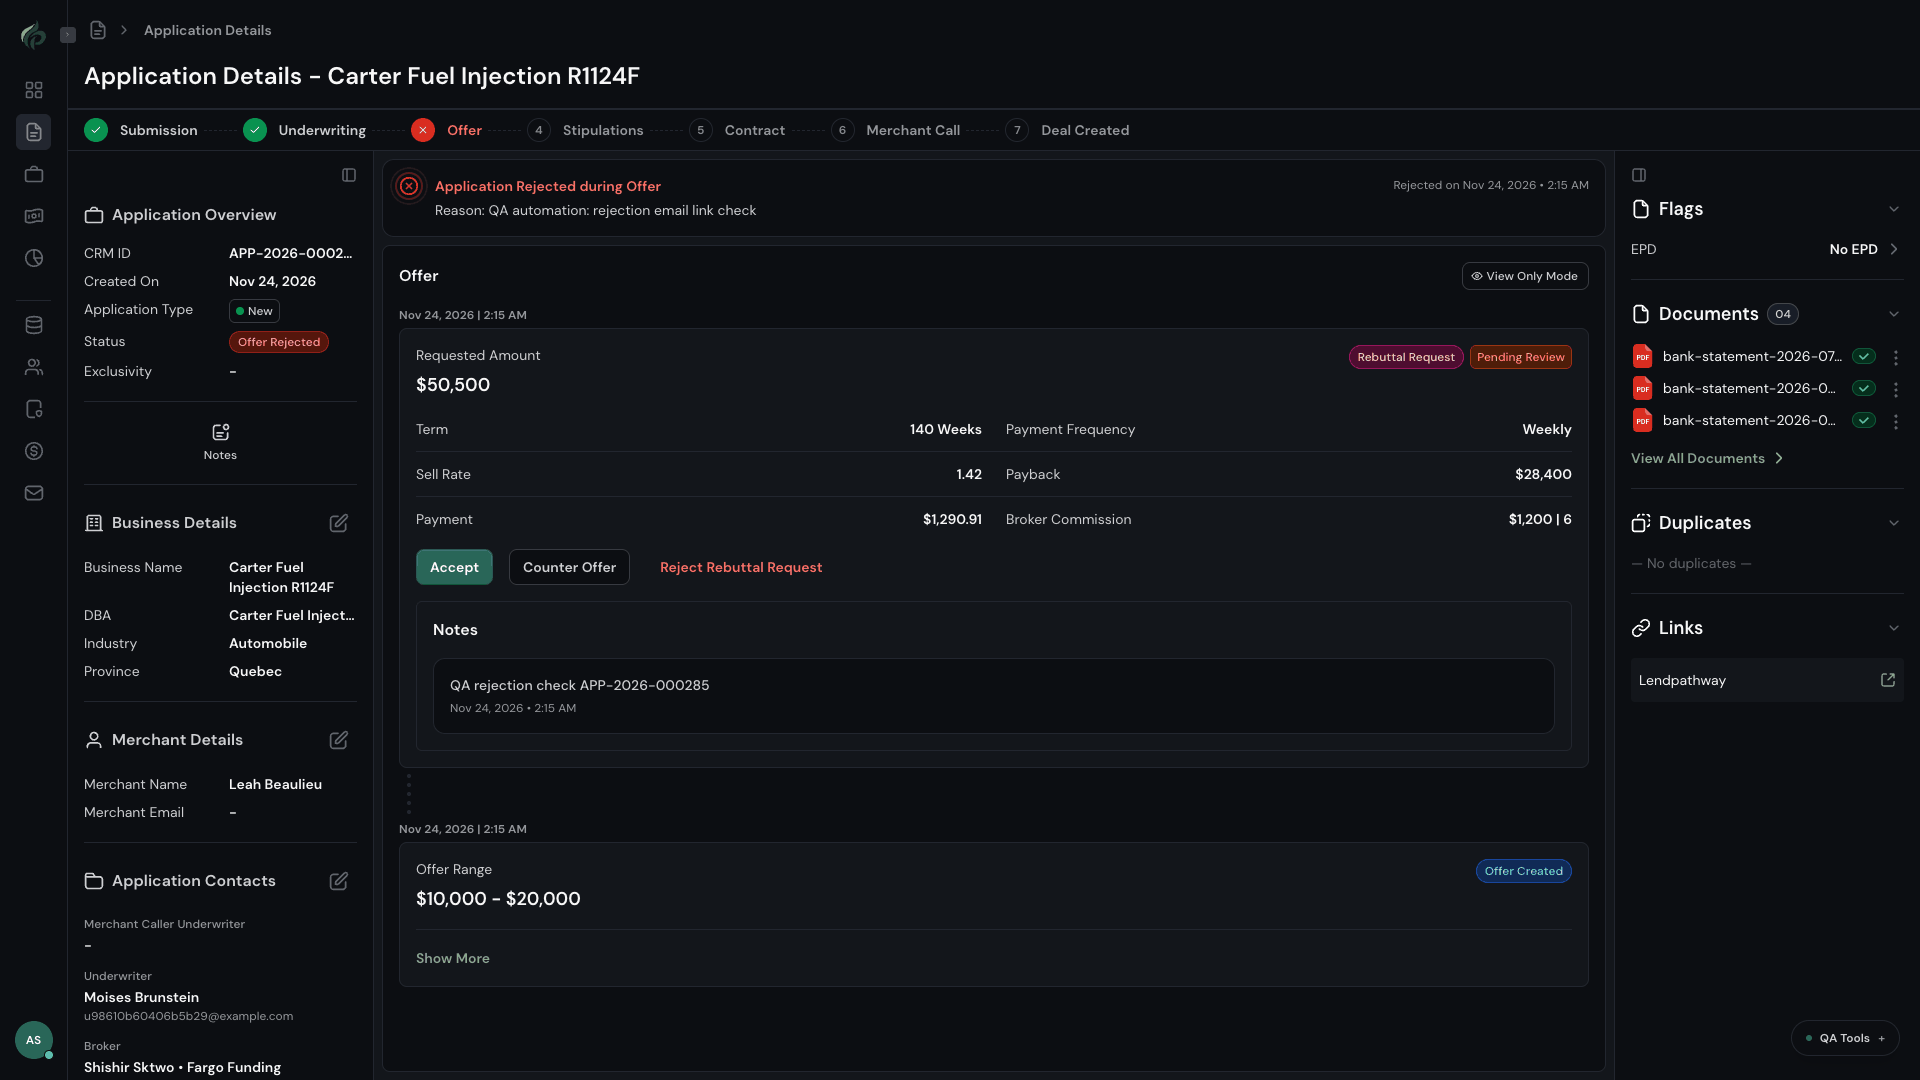 Application Details
Application Details – Carter Fuel Injection R1124F
Submission
Underwriting
Offer
4 Stipulations
5 Contract
6 Merchant Call
7 Deal Created
Application Overview
CRM ID APP-2026-0002...
Created On Nov 24, 2026
Application Type New
Status Offer Rejected
Exclusivity –
Notes
Business Details
Business Name Carter Fuel
Injection R1124F
DBA Carter Fuel Inject...
Industry Automobile
Province Quebec
Merchant Details
Merchant Name Leah Beaulieu
Merchant Email –
Application Contacts
Merchant Caller Underwriter
–
Underwriter
Moises Brunstein
u98610b60406b5b29@example.com
Broker
Shishir Sktwo • Fargo Funding
AS
Application Rejected during Offer
Rejected on Nov 24, 2026 • 2:15 AM
Reason: QA automation: rejection email link check
Offer
View Only Mode
Nov 24, 2026 | 2:15 AM
Requested Amount
Rebuttal Request Pending Review
$50,500
Term 140 Weeks Payment Frequency Weekly
Sell Rate 1.42 Payback $28,400
Payment $1,290.91 Broker Commission $1,200 | 6
Accept Counter Offer Reject Rebuttal Request
Notes
QA rejection check APP-2026-000285
Nov 24, 2026 • 2:15 AM
Nov 24, 2026 | 2:15 AM
Offer Range
Offer Created
$10,000 – $20,000
Show More
Flags
EPD No EPD
Documents 04
PDF bank-statement-2026-07...
PDF bank-statement-2026-0...
PDF bank-statement-2026-0...
View All Documents
Duplicates
— No duplicates —
Links
Lendpathway
QA Tools +